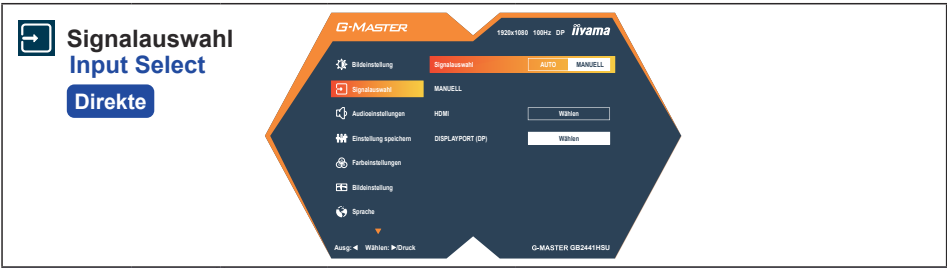 Signalauswahl
Input Select
Direkte
G-MASTER
1920x1080 100Hz DP iiyama
Bildeinstellung
Signalauswahl AUTO MANUELL
Signalauswahl
MANUELL
Audioeinstellungen
HDMI Wählen
Einstellung speichern
DISPLAYPORT (DP) Wählen
Farbeinstellungen
Bildeinstellung
Sprache
Ausg: ◀ Wählen: ▶/Druck
G-MASTER GB2441HSU